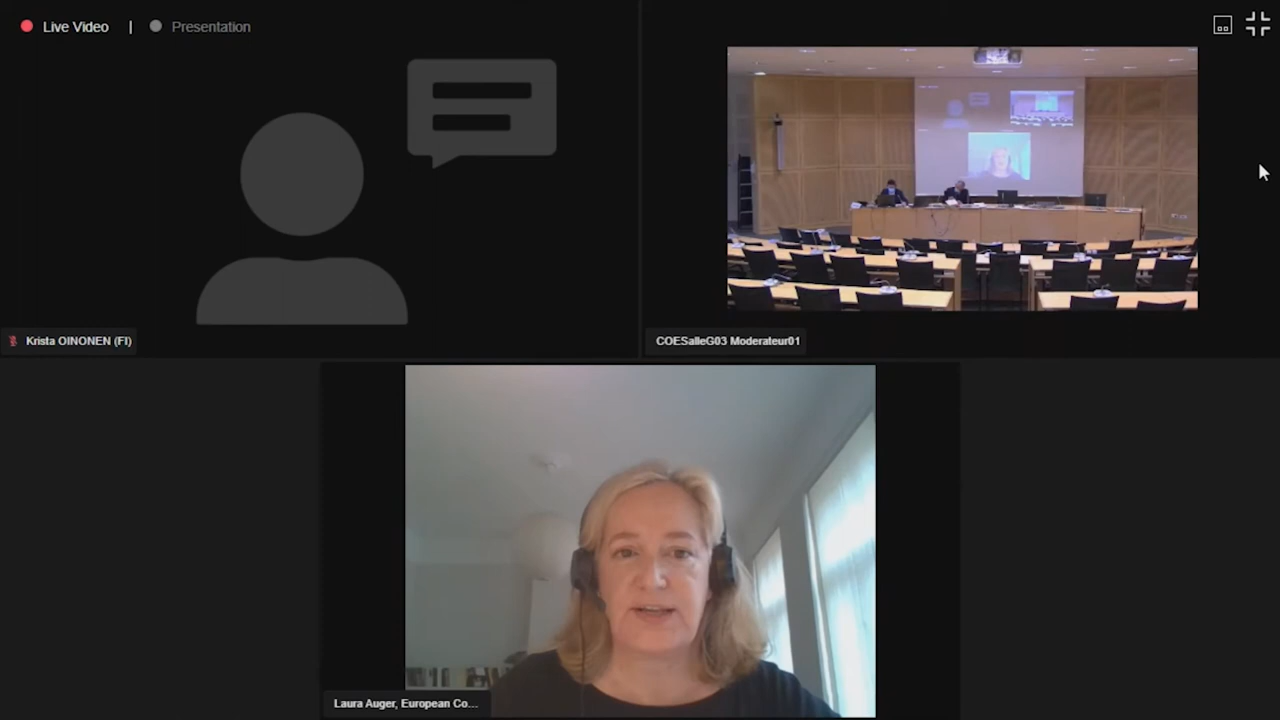 Live Video | Presentation
Krista OINONEN (FI)
COESalleG03 Moderateur01
Laura Auger, European Co...